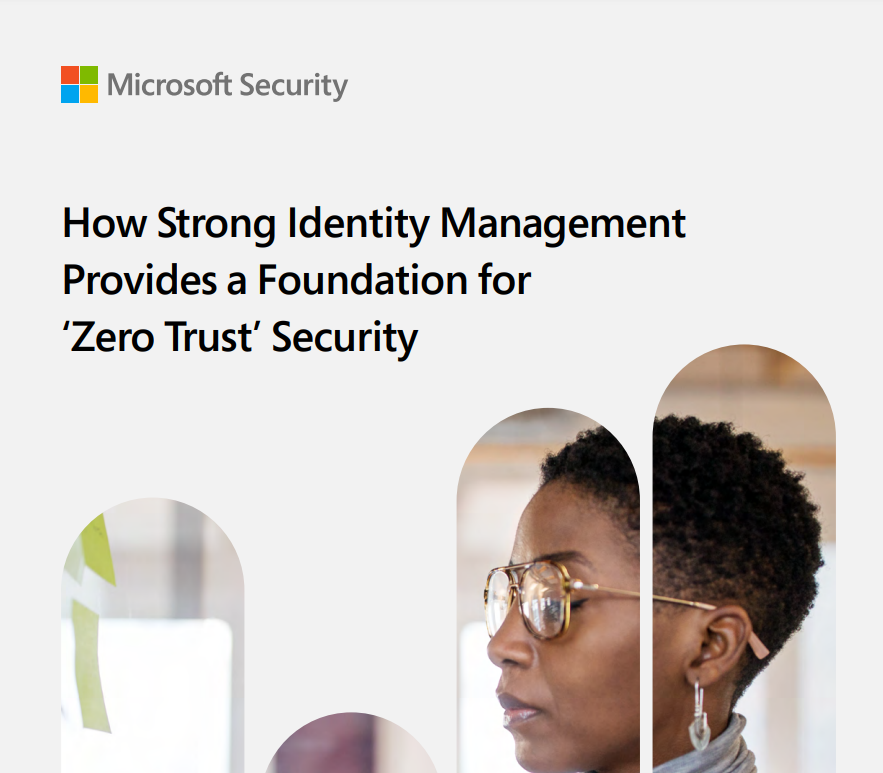 Microsoft Security
How Strong Identity Management
Provides a Foundation for
‘Zero Trust’ Security